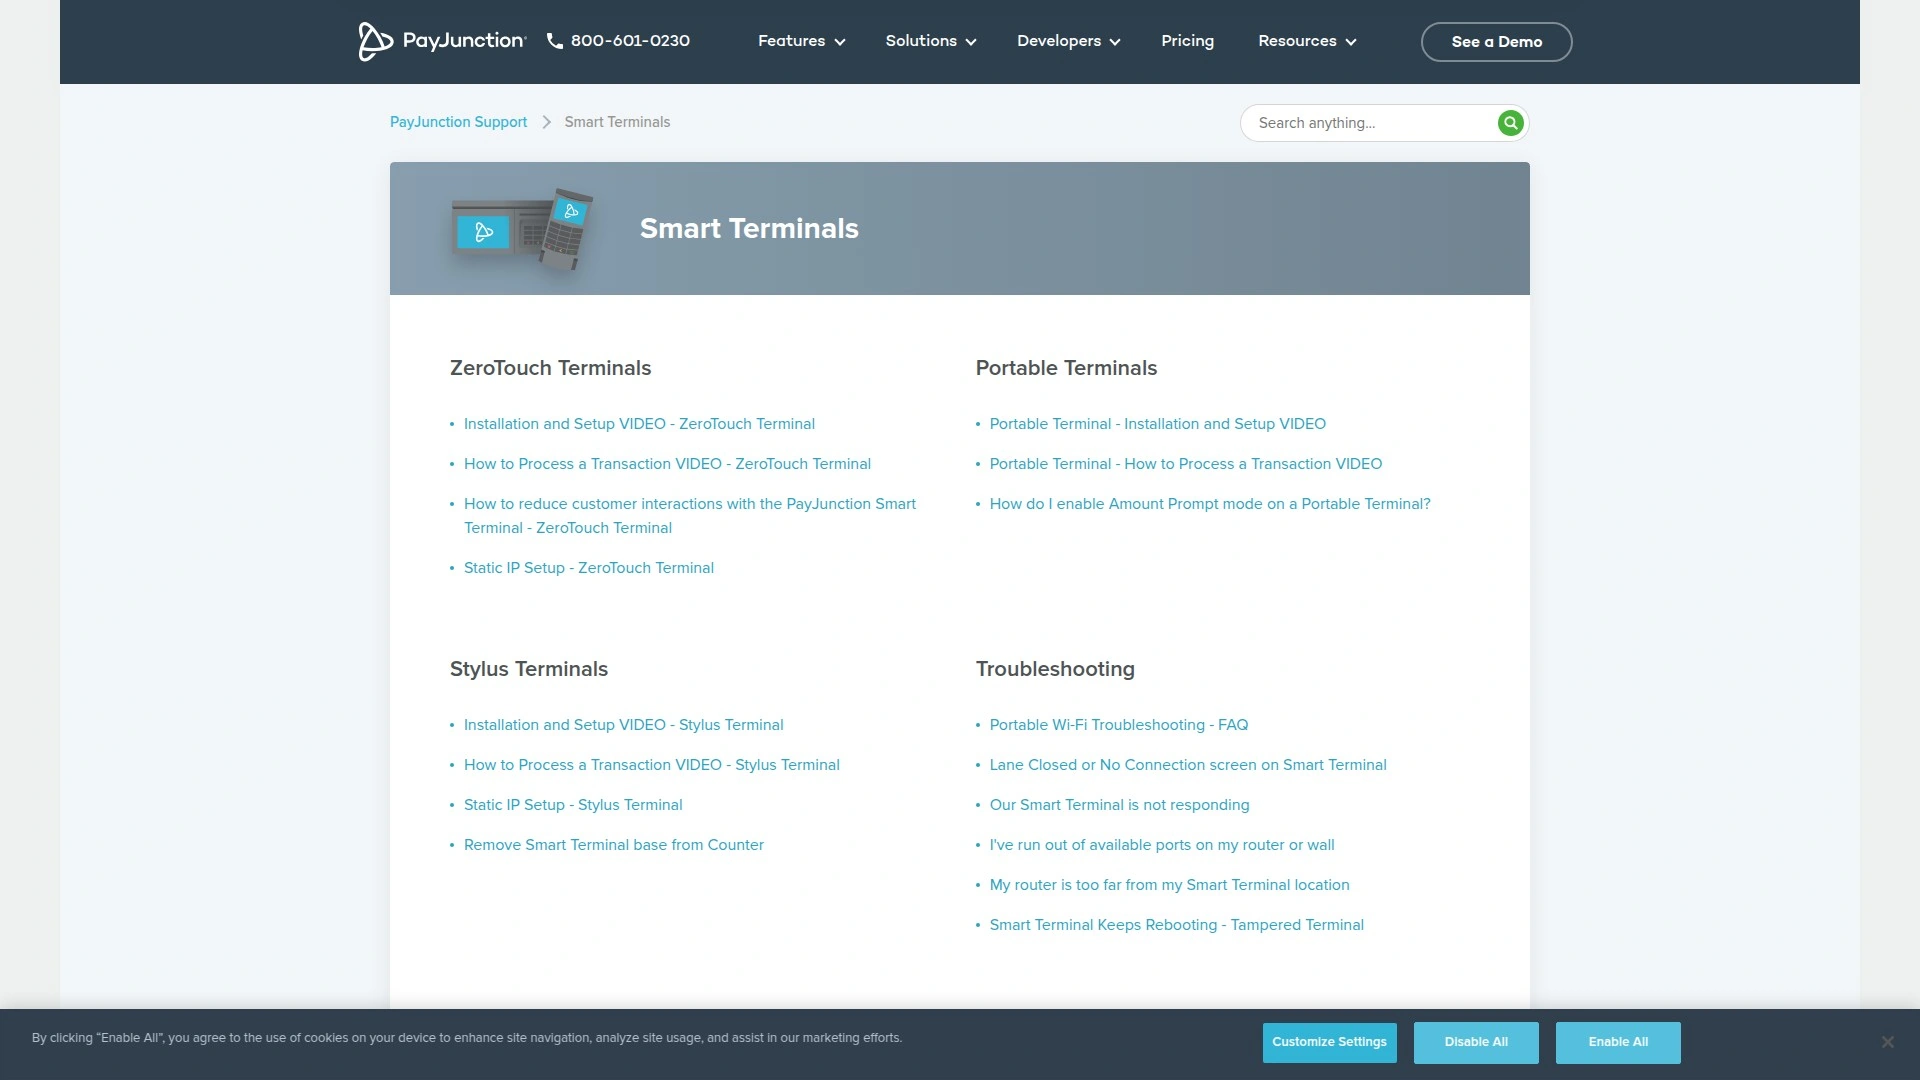 PayJunction
800-601-0230
Features
Solutions
Developers
Pricing
Resources
See a Demo
PayJunction Support
Smart Terminals
Search anything...
Smart Terminals
ZeroTouch Terminals
• Installation and Setup VIDEO - ZeroTouch Terminal
• How to Process a Transaction VIDEO - ZeroTouch Terminal
• How to reduce customer interactions with the PayJunction Smart
Terminal - ZeroTouch Terminal
• Static IP Setup - ZeroTouch Terminal
Portable Terminals
• Portable Terminal - Installation and Setup VIDEO
• Portable Terminal - How to Process a Transaction VIDEO
• How do I enable Amount Prompt mode on a Portable Terminal?
Stylus Terminals
• Installation and Setup VIDEO - Stylus Terminal
• How to Process a Transaction VIDEO - Stylus Terminal
• Static IP Setup - Stylus Terminal
• Remove Smart Terminal base from Counter
Troubleshooting
• Portable Wi-Fi Troubleshooting - FAQ
• Lane Closed or No Connection screen on Smart Terminal
• Our Smart Terminal is not responding
• I've run out of available ports on my router or wall
• My router is too far from my Smart Terminal location
• Smart Terminal Keeps Rebooting - Tampered Terminal
By clicking “Enable All”, you agree to the use of cookies on your device to enhance site navigation, analyze site usage, and assist in our marketing efforts.
Customize Settings
Disable All
Enable All